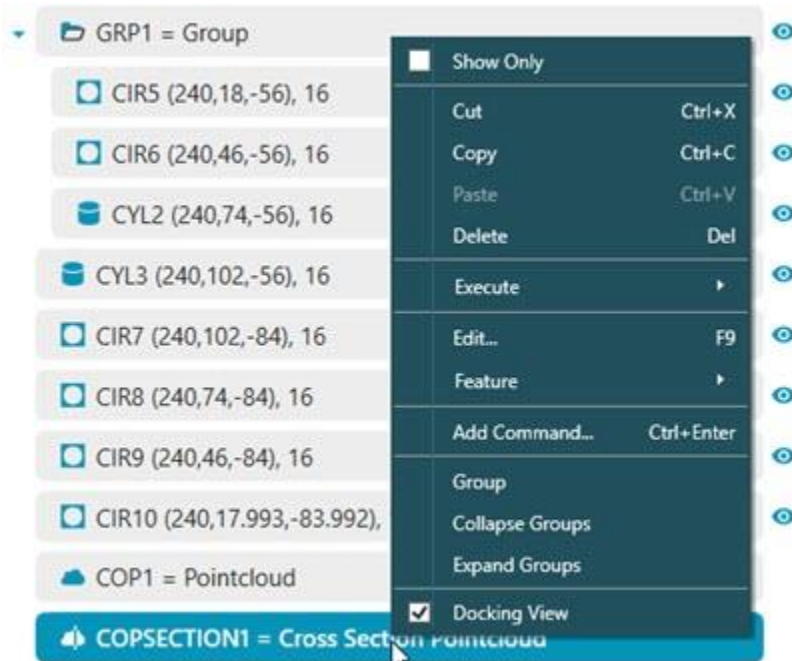 GRP1 = Group
CIR5 (240,18,-56), 16
CIR6 (240,46,-56), 16
CYL2 (240,74,-56), 16
CYL3 (240,102,-56), 16
CIR7 (240,102,-84), 16
CIR8 (240,74,-84), 16
CIR9 (240,46,-84), 16
CIR10 (240,17.993,-83.992),
COP1 = Pointcloud
COPSECTION1 = Cross Section Pointcloud
Show Only
Cut Ctrl+X
Copy Ctrl+C
Paste Ctrl+V
Delete Del
Execute
Edit... F9
Feature
Add Command... Ctrl+Enter
Group
Collapse Groups
Expand Groups
Docking View